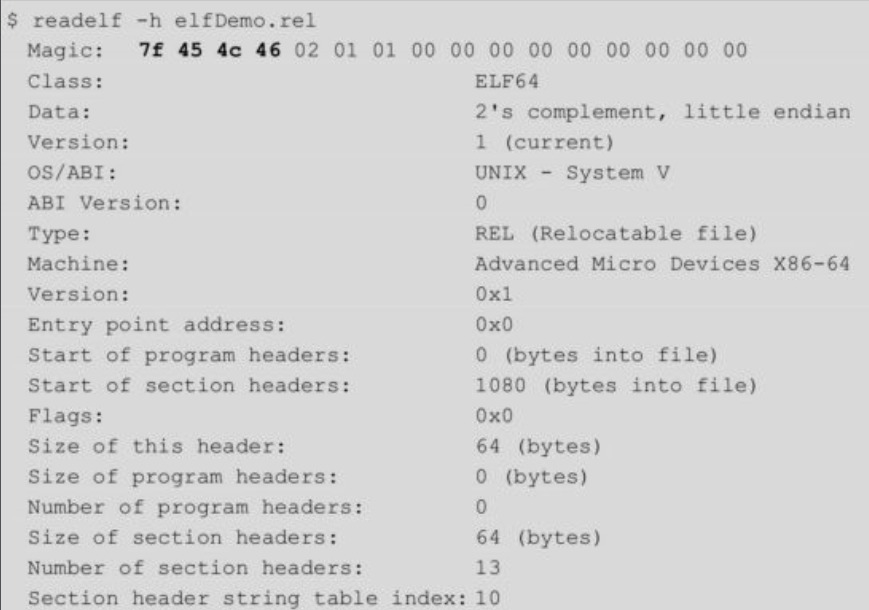 $ readelf -h elfDemo.rel
Magic: 7f 45 4c 46 02 01 01 00 00 00 00 00 00 00 00 00
Class: ELF64
Data: 2's complement, little endian
Version: 1 (current)
OS/ABI: UNIX - System V
ABI Version: 0
Type: REL (Relocatable file)
Machine: Advanced Micro Devices X86-64
Version: 0x1
Entry point address: 0x0
Start of program headers: 0 (bytes into file)
Start of section headers: 1080 (bytes into file)
Flags: 0x0
Size of this header: 64 (bytes)
Size of program headers: 0 (bytes)
Number of program headers: 0
Size of section headers: 64 (bytes)
Number of section headers: 13
Section header string table index: 10